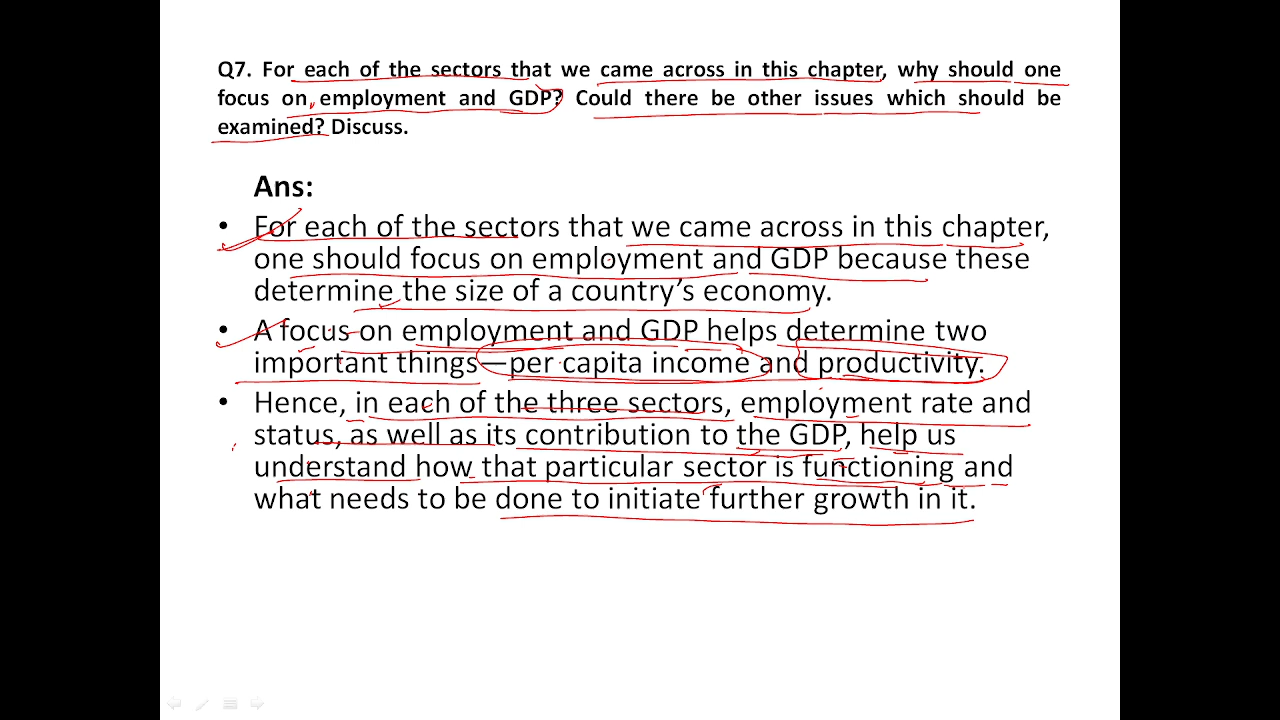 Q7. For each of the sectors that we came across in this chapter, why should one
focus on employment and GDP? Could there be other issues which should be
examined? Discuss.
Ans:
• For each of the sectors that we came across in this chapter,
one should focus on employment and GDP because these
determine the size of a country's economy.
• A focus on employment and GDP helps determine two
important things—per capita income and productivity.
• Hence, in each of the three sectors, employment rate and
status, as well as its contribution to the GDP, help us
understand how that particular sector is functioning and
what needs to be done to initiate further growth in it.